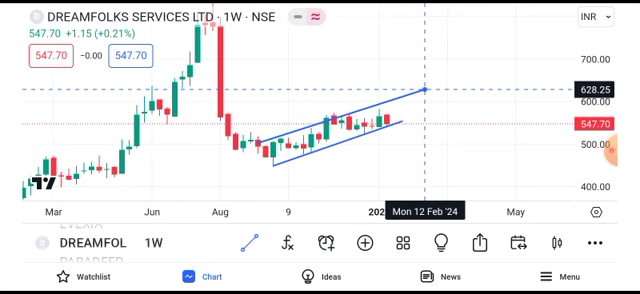 D DREAMFOLKS SERVICES LTD · 1W · NSE
INR
547.70 +1.15 (+0.21%)
547.70 −0.00 547.70
700.00
628.25
600.00
547.70
500.00
400.00
Mar Jun Aug 9 202 Mon 12 Feb '24 May
D DREAMFOL 1W
Watchlist Chart Ideas News Menu